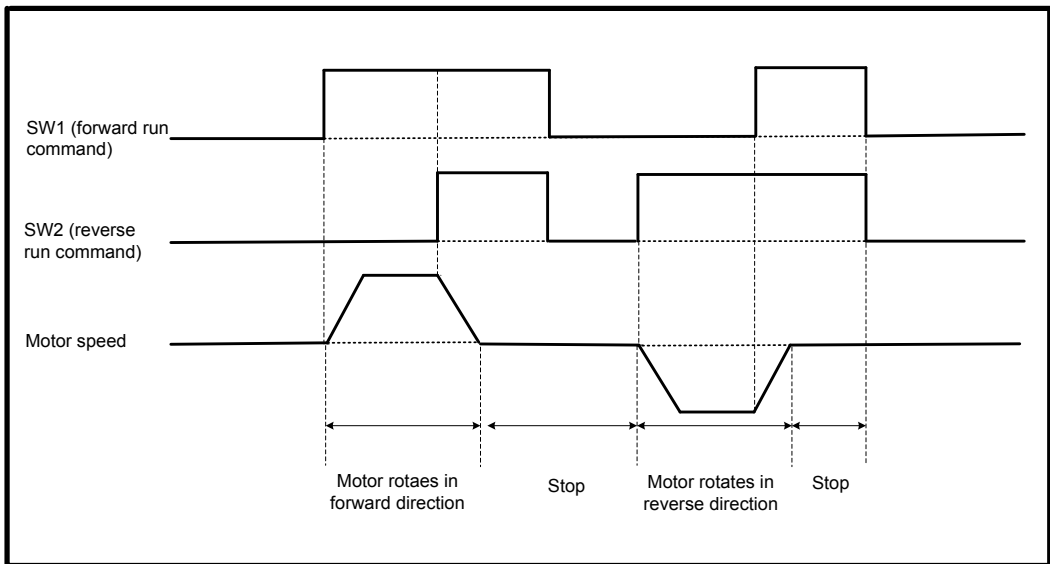 SW1 (forward run
command)
SW2 (reverse
run command)
Motor speed
Motor rotaes in
forward direction
Stop
Motor rotates in
reverse direction
Stop